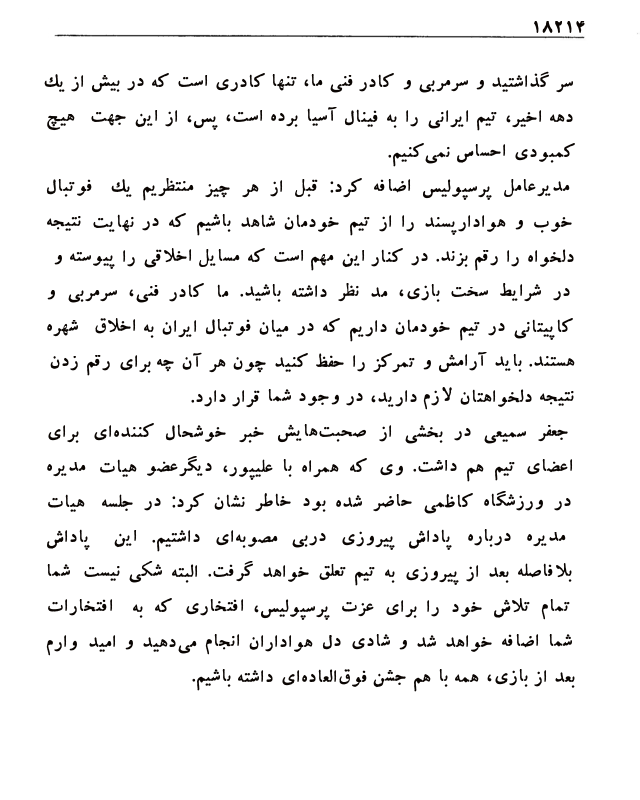 ۱۸۲۱۴
سر گذاشتید و سرمربی و کادر فنی ما، تنها کادری است که در بیش از یك
دهه اخیر، تیم ایرانی را به فینال آسیا برده است، پس، از این جهت هیچ
کمبودی احساس نمی‌کنیم.
مدیرعامل پرسپولیس اضافه کرد: قبل از هر چیز منتظریم یك فوتبال
خوب و هوادارپسند را از تیم خودمان شاهد باشیم که در نهایت نتیجه
دلخواه را رقم بزند. در کنار این مهم است که مسایل اخلاقی را پیوسته و
در شرایط سخت بازی، مد نظر داشته باشید. ما کادر فنی، سرمربی و
کاپیتانی در تیم خودمان داریم که در میان فوتبال ایران به اخلاق شهره
هستند. باید آرامش و تمرکز را حفظ کنید چون هر آن چه برای رقم زدن
نتیجه دلخواهتان لازم دارید، در وجود شما قرار دارد.
جعفر سمیعی در بخشی از صحبت‌هایش خبر خوشحال کننده‌ای برای
اعضای تیم هم داشت. وی که همراه با علیپور، دیگرعضو هیات مدیره
در ورزشگاه کاظمی حاضر شده بود خاطر نشان کرد: در جلسه هیات
مدیره درباره پاداش پیروزی دربی مصوبه‌ای داشتیم. این پاداش
بلافاصله بعد از پیروزی به تیم تعلق خواهد گرفت. البته شکی نیست شما
تمام تلاش خود را برای عزت پرسپولیس، افتخاری که به افتخارات
شما اضافه خواهد شد و شادی دل هواداران انجام می‌دهید و امید وارم
بعد از بازی، همه با هم جشن فوق‌العاده‌ای داشته باشیم.